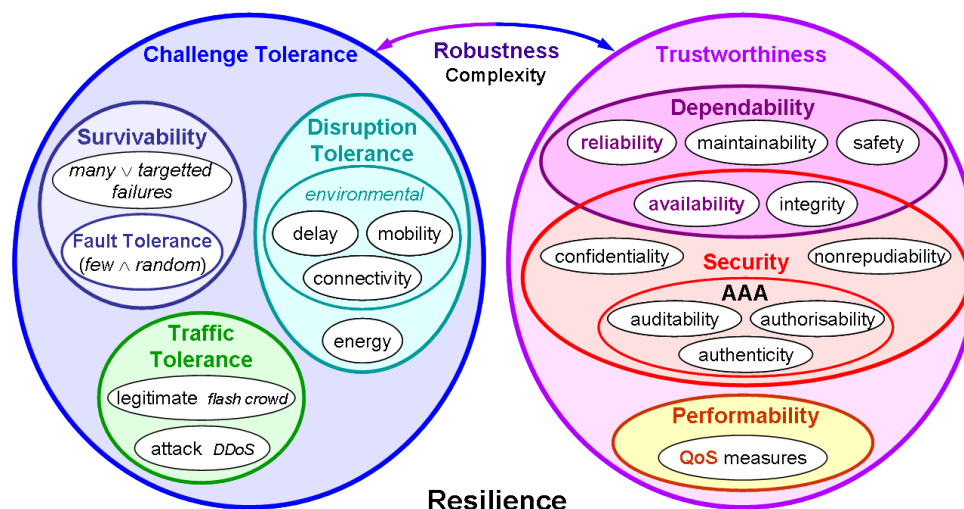 Challenge Tolerance
Robustness
Complexity
Trustworthiness
Survivability
many ∨ targetted
failures
Fault Tolerance
(few ∧ random)
Disruption
Tolerance
environmental
delay
mobility
connectivity
energy
Traffic
Tolerance
legitimate flash crowd
attack DDoS
Dependability
reliability
maintainability
safety
availability
integrity
confidentiality
Security
nonrepudiability
AAA
auditability
authorisability
authenticity
Performability
QoS measures
Resilience